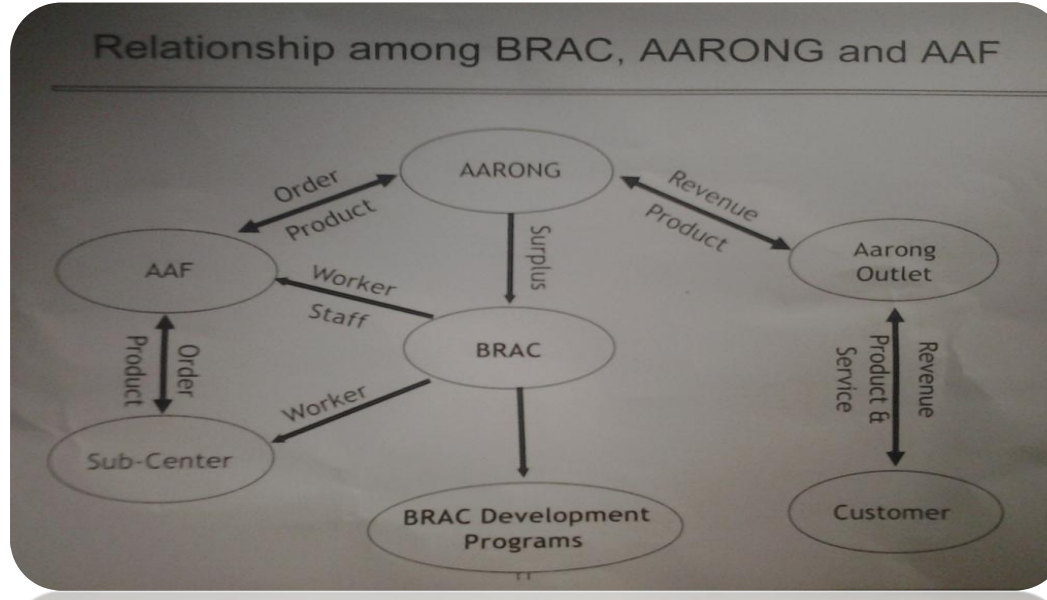 Relationship among BRAC, AARONG and AAF
AARONG
Order
Product
Revenue
Product
Surplus
Aarong
Outlet
AAF
Worker
Staff
BRAC
Order
Product
Worker
Revenue
Product &
Service
Sub-Center
BRAC Development
Programs
Customer